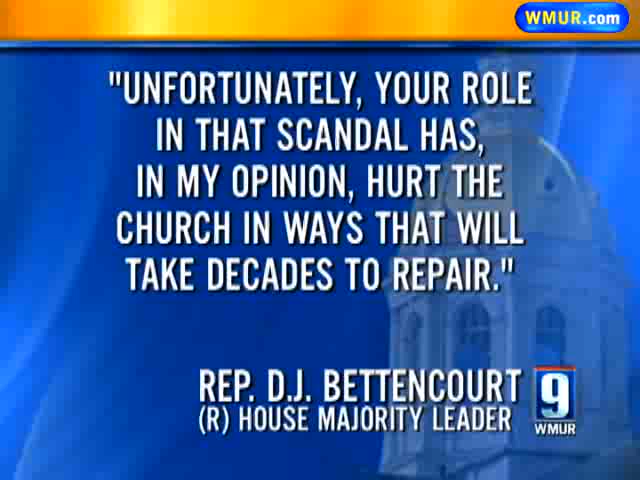 WMUR.com
"UNFORTUNATELY, YOUR ROLE
IN THAT SCANDAL HAS,
IN MY OPINION, HURT THE
CHURCH IN WAYS THAT WILL
TAKE DECADES TO REPAIR."
REP. D.J. BETTENCOURT
(R) HOUSE MAJORITY LEADER
9
WMUR